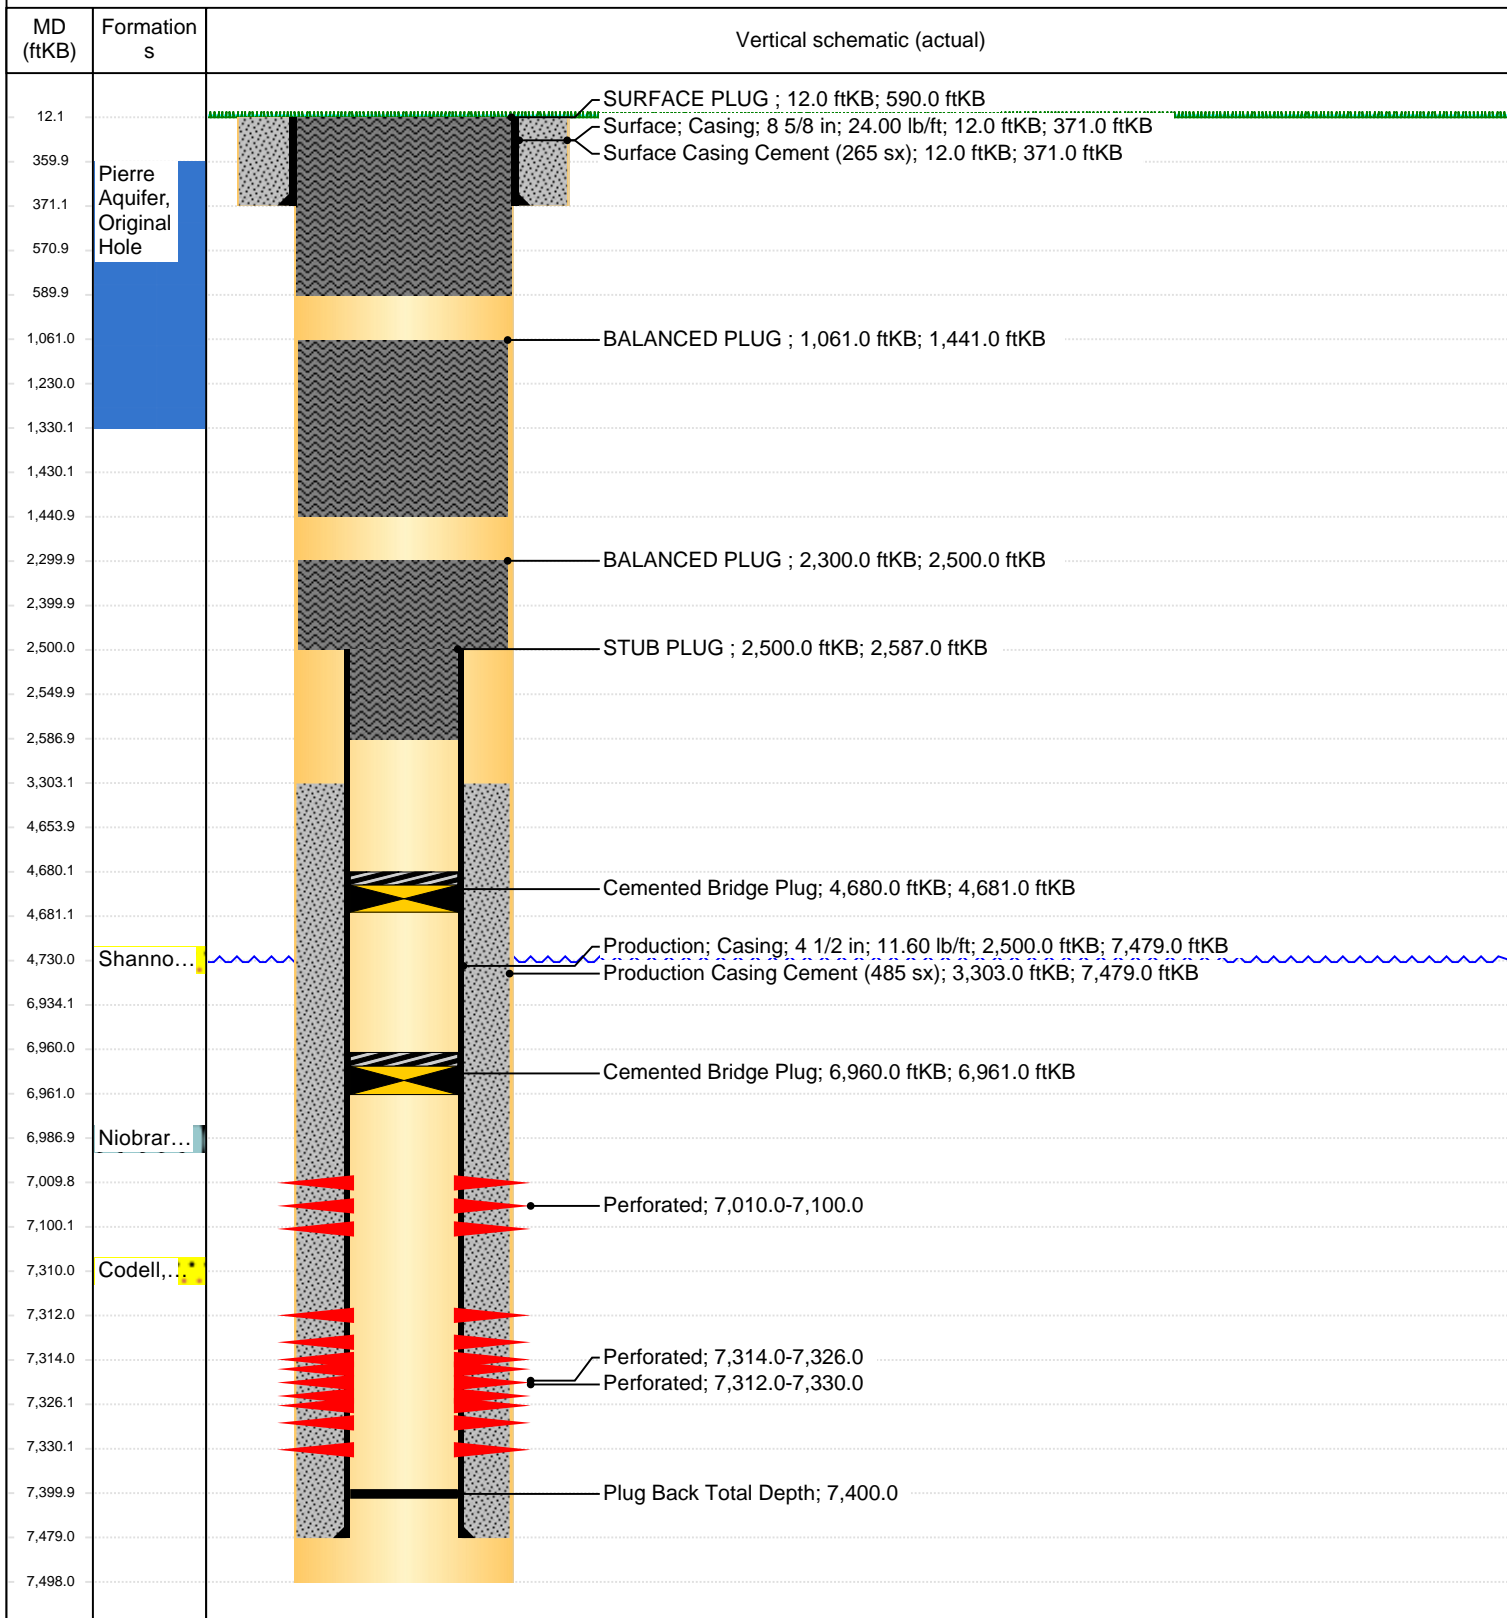 MD
(ftKB)
Formation
s
Vertical schematic (actual)
12.1
359.9
371.1
570.9
589.9
1,061.0
1,230.0
1,330.1
1,430.1
1,440.9
2,299.9
2,399.9
2,500.0
2,549.9
2,586.9
3,303.1
4,653.9
4,680.1
4,681.1
4,730.0
6,934.1
6,960.0
6,961.0
6,986.9
7,009.8
7,100.1
7,310.0
7,312.0
7,314.0
7,326.1
7,330.1
7,399.9
7,479.0
7,498.0
Pierre
Aquifer,
Original
Hole
Shanno…
Niobrar…
Codell,…
SURFACE PLUG ; 12.0 ftKB; 590.0 ftKB
Surface; Casing; 8 5/8 in; 24.00 lb/ft; 12.0 ftKB; 371.0 ftKB
Surface Casing Cement (265 sx); 12.0 ftKB; 371.0 ftKB
BALANCED PLUG ; 1,061.0 ftKB; 1,441.0 ftKB
BALANCED PLUG ; 2,300.0 ftKB; 2,500.0 ftKB
STUB PLUG ; 2,500.0 ftKB; 2,587.0 ftKB
Cemented Bridge Plug; 4,680.0 ftKB; 4,681.0 ftKB
Production; Casing; 4 1/2 in; 11.60 lb/ft; 2,500.0 ftKB; 7,479.0 ftKB
Production Casing Cement (485 sx); 3,303.0 ftKB; 7,479.0 ftKB
Cemented Bridge Plug; 6,960.0 ftKB; 6,961.0 ftKB
Perforated; 7,010.0-7,100.0
Perforated; 7,314.0-7,326.0
Perforated; 7,312.0-7,330.0
Plug Back Total Depth; 7,400.0